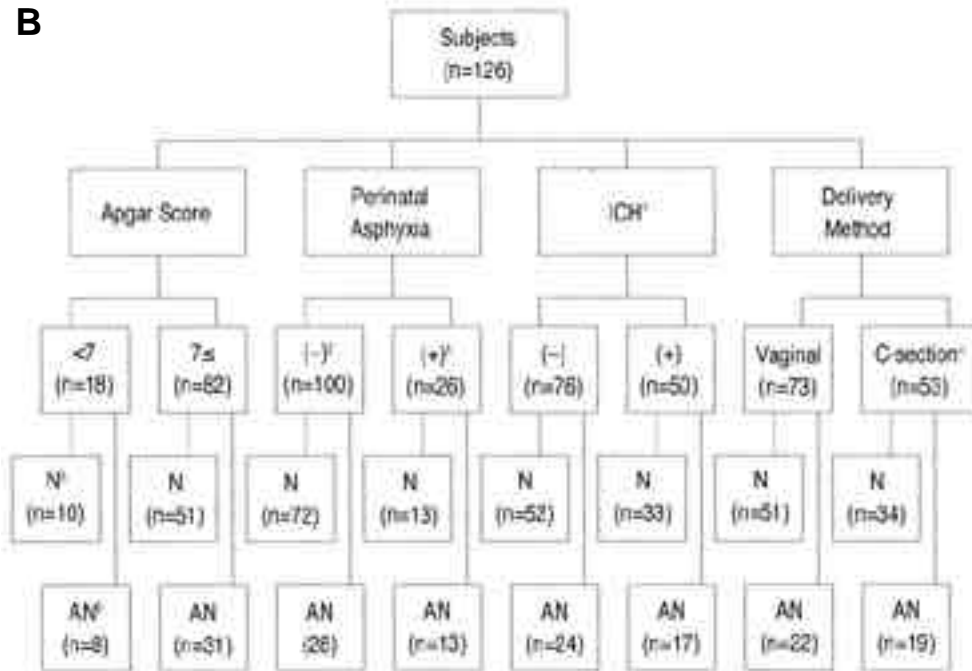 B
Subjects
(n=126)
Apgar Score
Perinatal
Asphyxia
ICH
Delivery
Method
<7
(n=18)
7≤
(n=82)
(-)
(n=100)
(+)
(n=26)
(-)
(n=76)
(+)
(n=50)
Vaginal
(n=73)
C-section
(n=53)
N
(n=10)
N
(n=51)
N
(n=72)
N
(n=13)
N
(n=52)
N
(n=33)
N
(n=51)
N
(n=34)
AN
(n=8)
AN
(n=31)
AN
(26)
AN
(n=13)
AN
(n=24)
AN
(n=17)
AN
(n=22)
AN
(n=19)